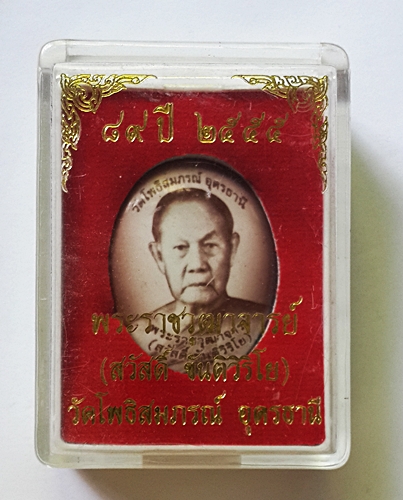 ๘๙ ปี ๒๕๕๕
วัดโพธิสมภรณ์ อุดรธานี
พระราชวุฒาจารย์
(สวัสดิ์ ขันติวิริโย)
วัดโพธิสมภรณ์ อุดรธานี